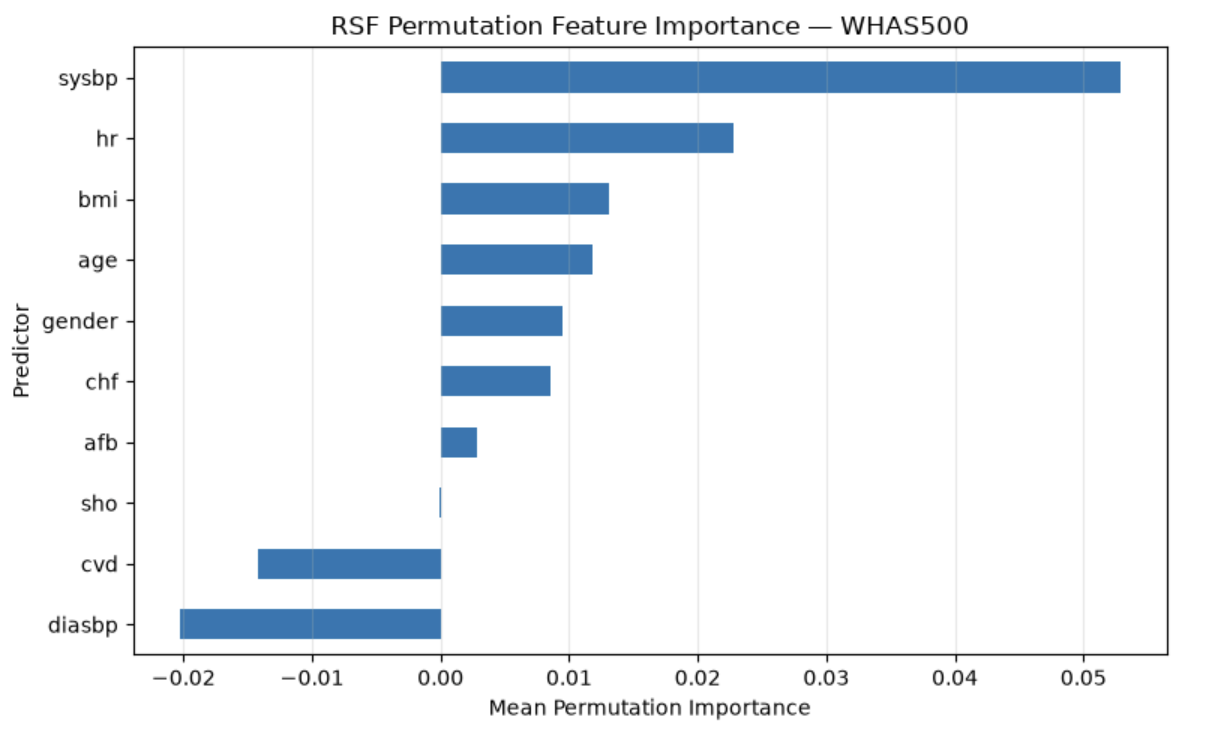 RSF Permutation Feature Importance — WHAS500
Predictor
sysbp
hr
bmi
age
gender
chf
afb
sho
cvd
diasbp
−0.02 −0.01 0.00 0.01 0.02 0.03 0.04 0.05
Mean Permutation Importance